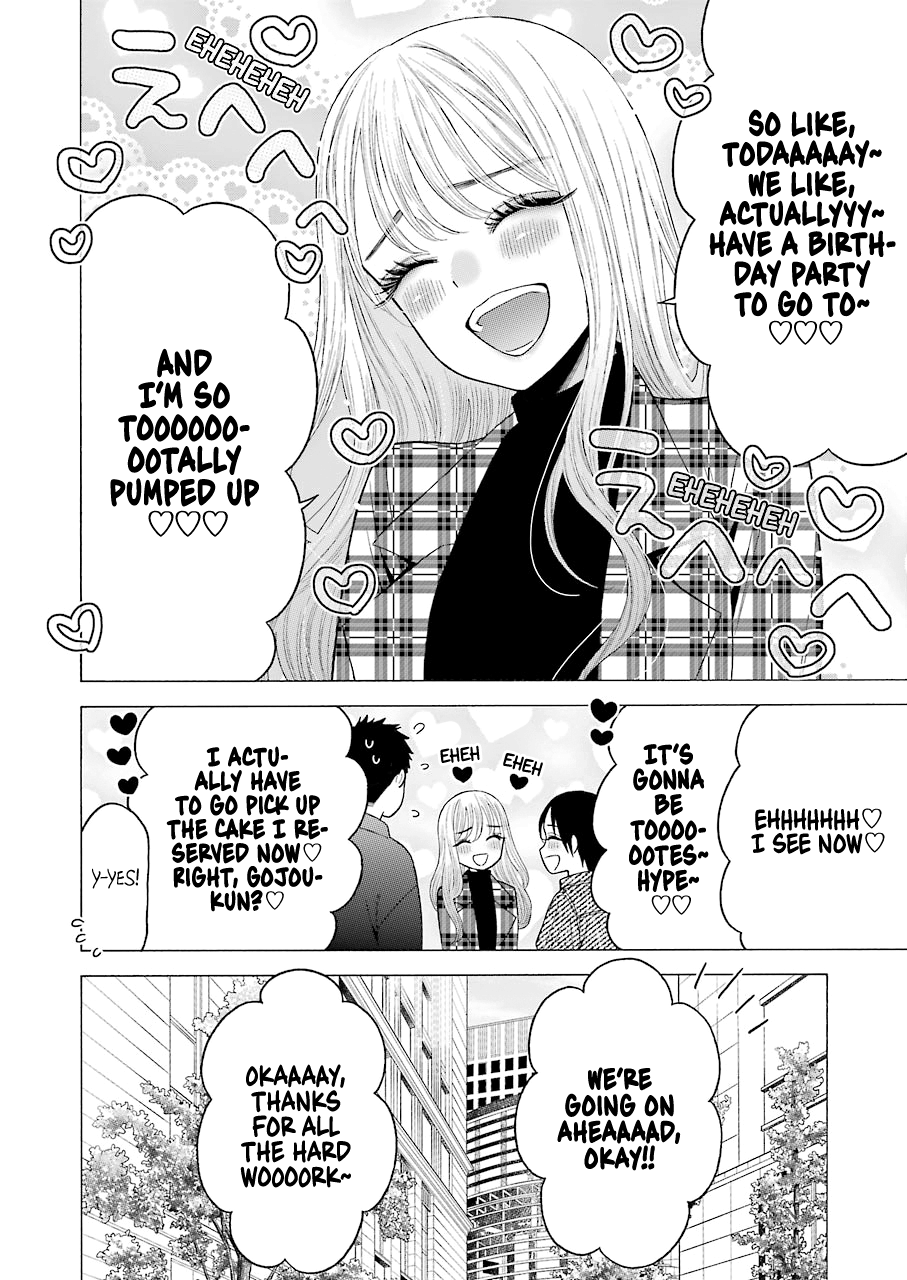 SO LIKE,
TODAAAAAY~
WE LIKE,
ACTUALLYYY~
HAVE A BIRTH-
DAY PARTY
TO GO TO~
♡♡♡
えへへへ
EHEHEHEH
AND
I'M SO
TOOOOOO-
OOTALLY
PUMPED UP
♡♡♡
えへへへ
EHEHEHEH
EHHHHHHH♡
I SEE NOW♡
IT'S
GONNA
BE
TOOOO-
OOTES~
HYPE~
♡♡
EHEH
♥
EHEH
♥
I ACTU-
ALLY HAVE
TO GO PICK UP
THE CAKE I RE-
SERVED NOW♡
RIGHT, GOJOU-
KUN?♡
Y-YES!
WE'RE
GOING ON
AHEAAAAD,
OKAY!!
OKAAAAY,
THANKS
FOR ALL
THE HARD
WOOOORK~